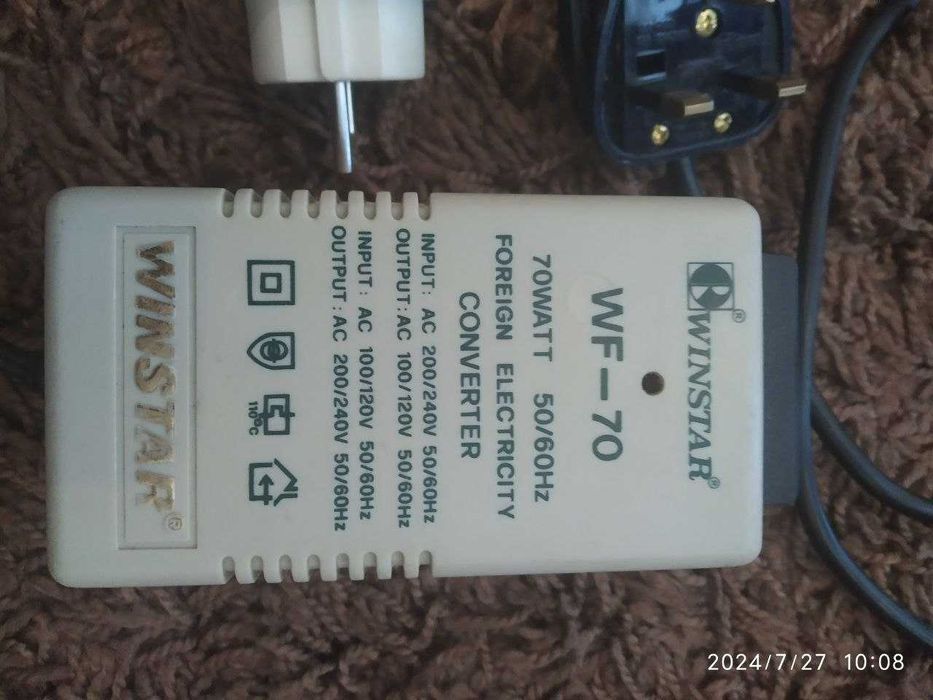 WINSTAR®
WF-70
70WATT 50/60Hz
FOREIGN ELECTRICITY
CONVERTER
INPUT: AC 200/240V 50/60Hz
OUTPUT: AC 100/120V 50/60Hz
INPUT: AC 100/120V 50/60Hz
OUTPUT: AC 200/240V 50/60Hz
110°C
WINSTAR®
2024/7/27 10:08